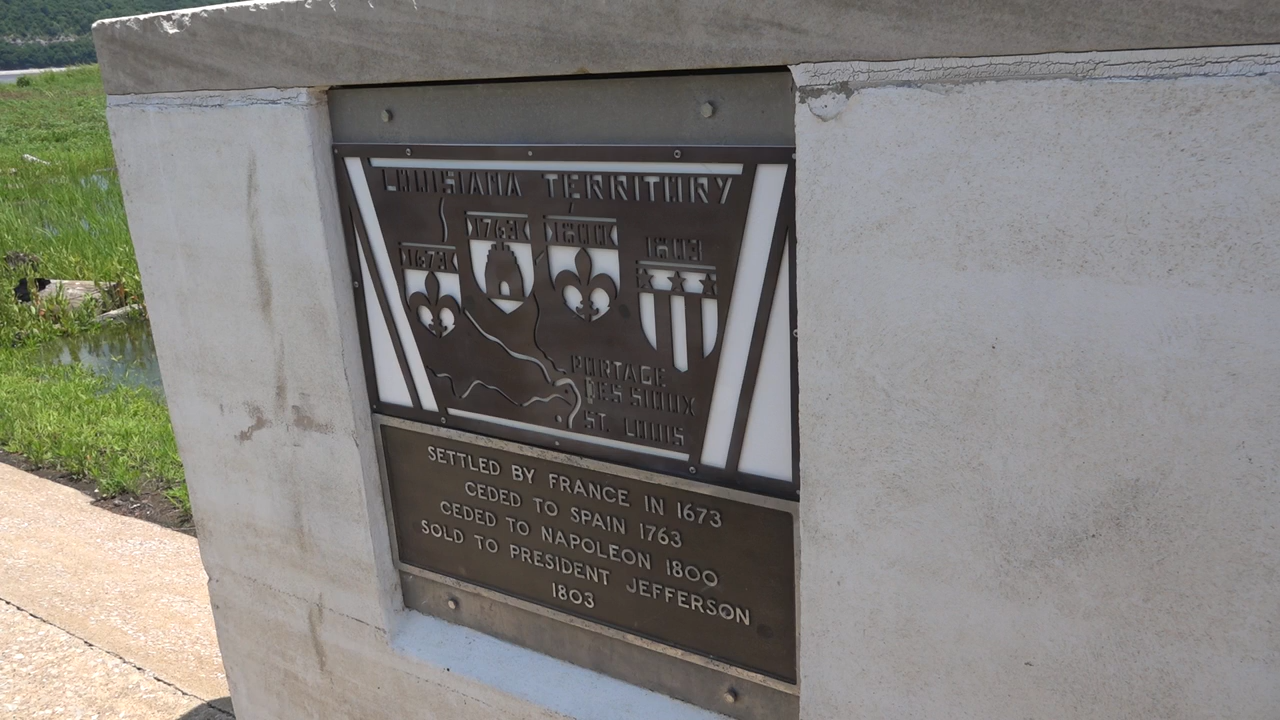 LOUISIANA TERRITORY
1673
1763
1800
1803
PORTAGE
DES SIOUX
ST. LOUIS
SETTLED BY FRANCE IN 1673
CEDED TO SPAIN 1763
CEDED TO NAPOLEON 1800
SOLD TO PRESIDENT JEFFERSON
1803